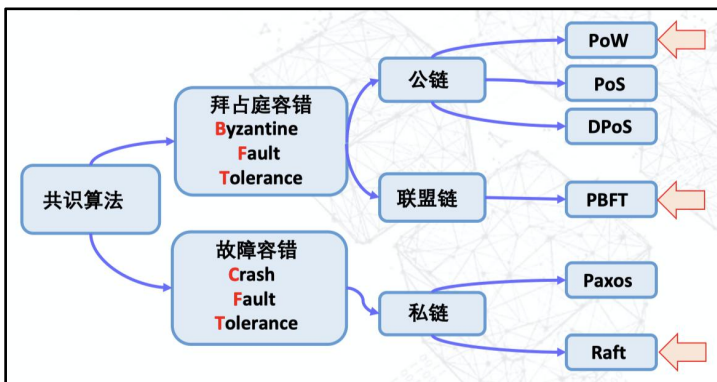 共识算法
拜占庭容错
Byzantine
Fault
Tolerance
故障容错
Crash
Fault
Tolerance
公链
联盟链
私链
PoW
PoS
DPoS
PBFT
Paxos
Raft